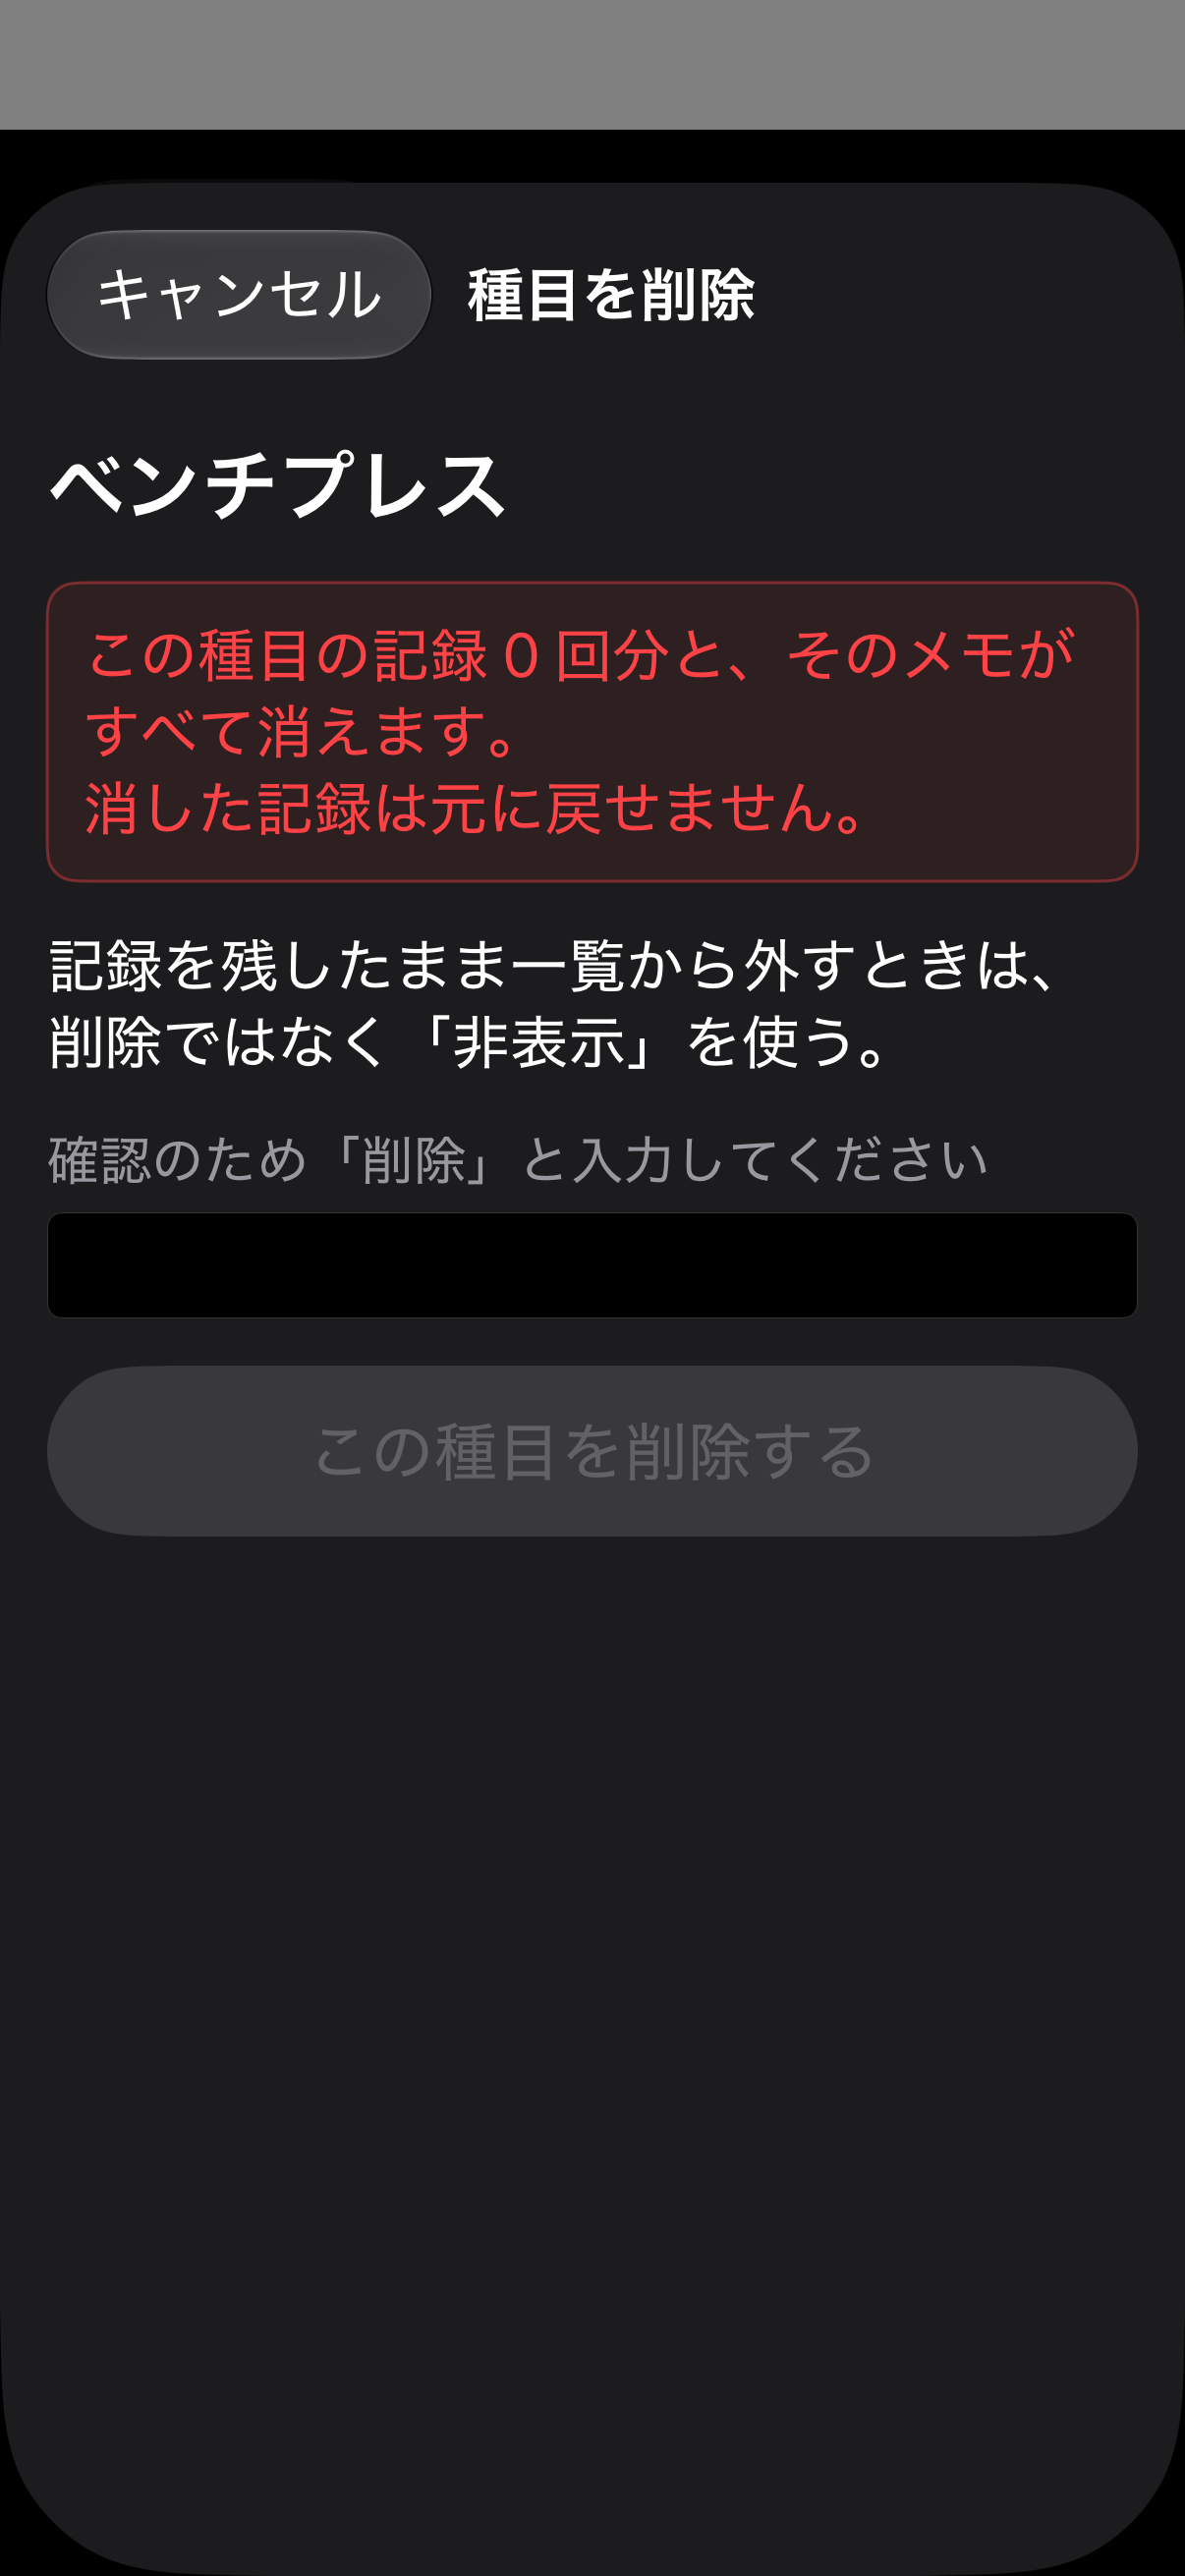 キャンセル
種目を削除
ベンチプレス
この種目の記録 0 回分と、そのメモが
すべて消えます。
消した記録は元に戻せません。
記録を残したまま一覧から外すときは、
削除ではなく「非表示」を使う。
確認のため「削除」と入力してください
この種目を削除する